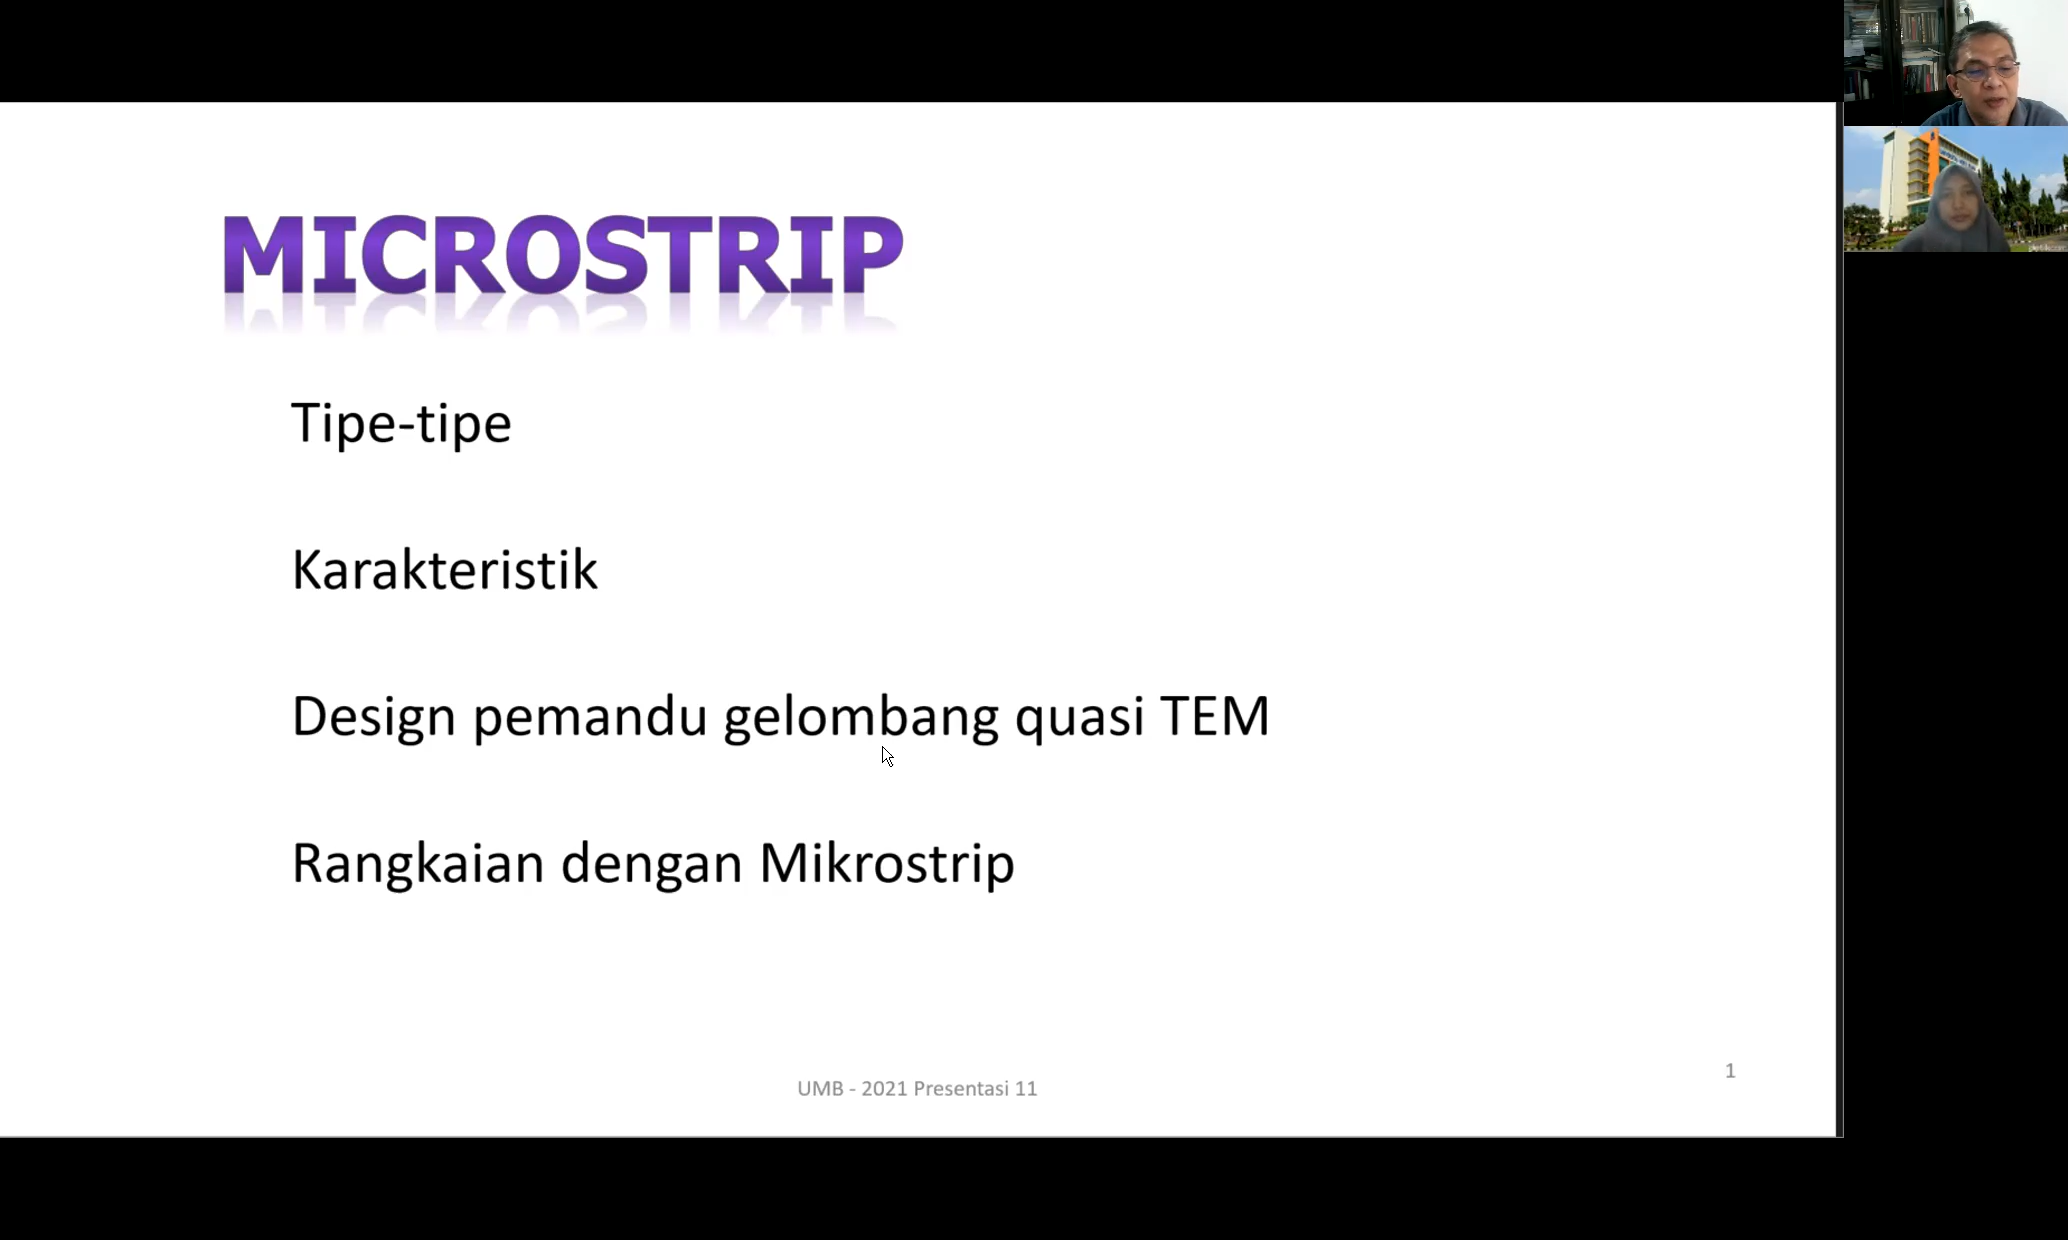 MICROSTRIP
Tipe-tipe
Karakteristik
Design pemandu gelombang quasi TEM
Rangkaian dengan Mikrostrip
UMB - 2021 Presentasi 11
1